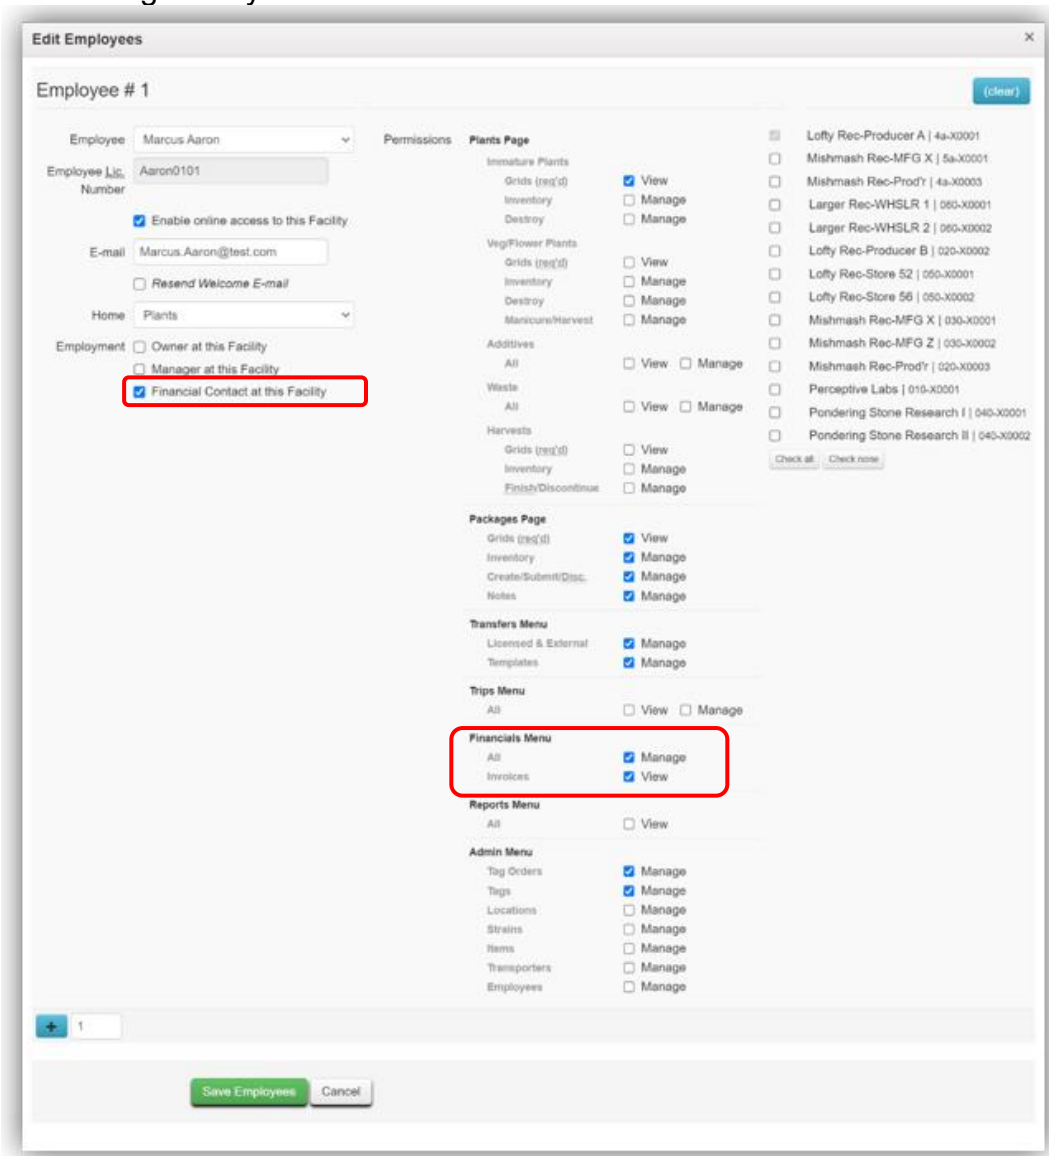 Edit Employees ×
Employee # 1 (clear)
Employee Marcus Aaron
Employee Lic. Number Aaron0101
Enable online access to this Facility
E-mail Marcus.Aaron@test.com
Resend Welcome E-mail
Home Plants
Employment Owner at this Facility
Manager at this Facility
Financial Contact at this Facility
Permissions Plants Page
Immature Plants
Grids (req'd) View
Inventory Manage
Destroy Manage
Veg/Flower Plants
Grids (req'd) View
Inventory Manage
Destroy Manage
Manicure/Harvest Manage
Additives
All View Manage
Waste
All View Manage
Harvests
Grids (req'd) View
Inventory Manage
Finish/Discontinue Manage
Packages Page
Grids (req'd) View
Inventory Manage
Create/Submit/Disc. Manage
Notes Manage
Transfers Menu
Licensed & External Manage
Templates Manage
Trips Menu
All View Manage
Financials Menu
All Manage
Invoices View
Reports Menu
All View
Admin Menu
Tag Orders Manage
Tags Manage
Locations Manage
Strains Manage
Items Manage
Transporters Manage
Employees Manage
Lofty Rec-Producer A | 4a-X0001
Mishmash Rec-MFG X | 5a-X0001
Mishmash Rec-Prod'r | 4a-X0003
Larger Rec-WHSLR 1 | 060-X0001
Larger Rec-WHSLR 2 | 060-X0002
Lofty Rec-Producer B | 020-X0002
Lofty Rec-Store 52 | 050-X0001
Lofty Rec-Store 56 | 050-X0002
Mishmash Rec-MFG X | 030-X0001
Mishmash Rec-MFG Z | 030-X0002
Mishmash Rec-Prod'r | 020-X0003
Perceptive Labs | 010-X0001
Pondering Stone Research I | 040-X0001
Pondering Stone Research II | 040-X0002
Check all Check none
+ 1
Save Employees Cancel